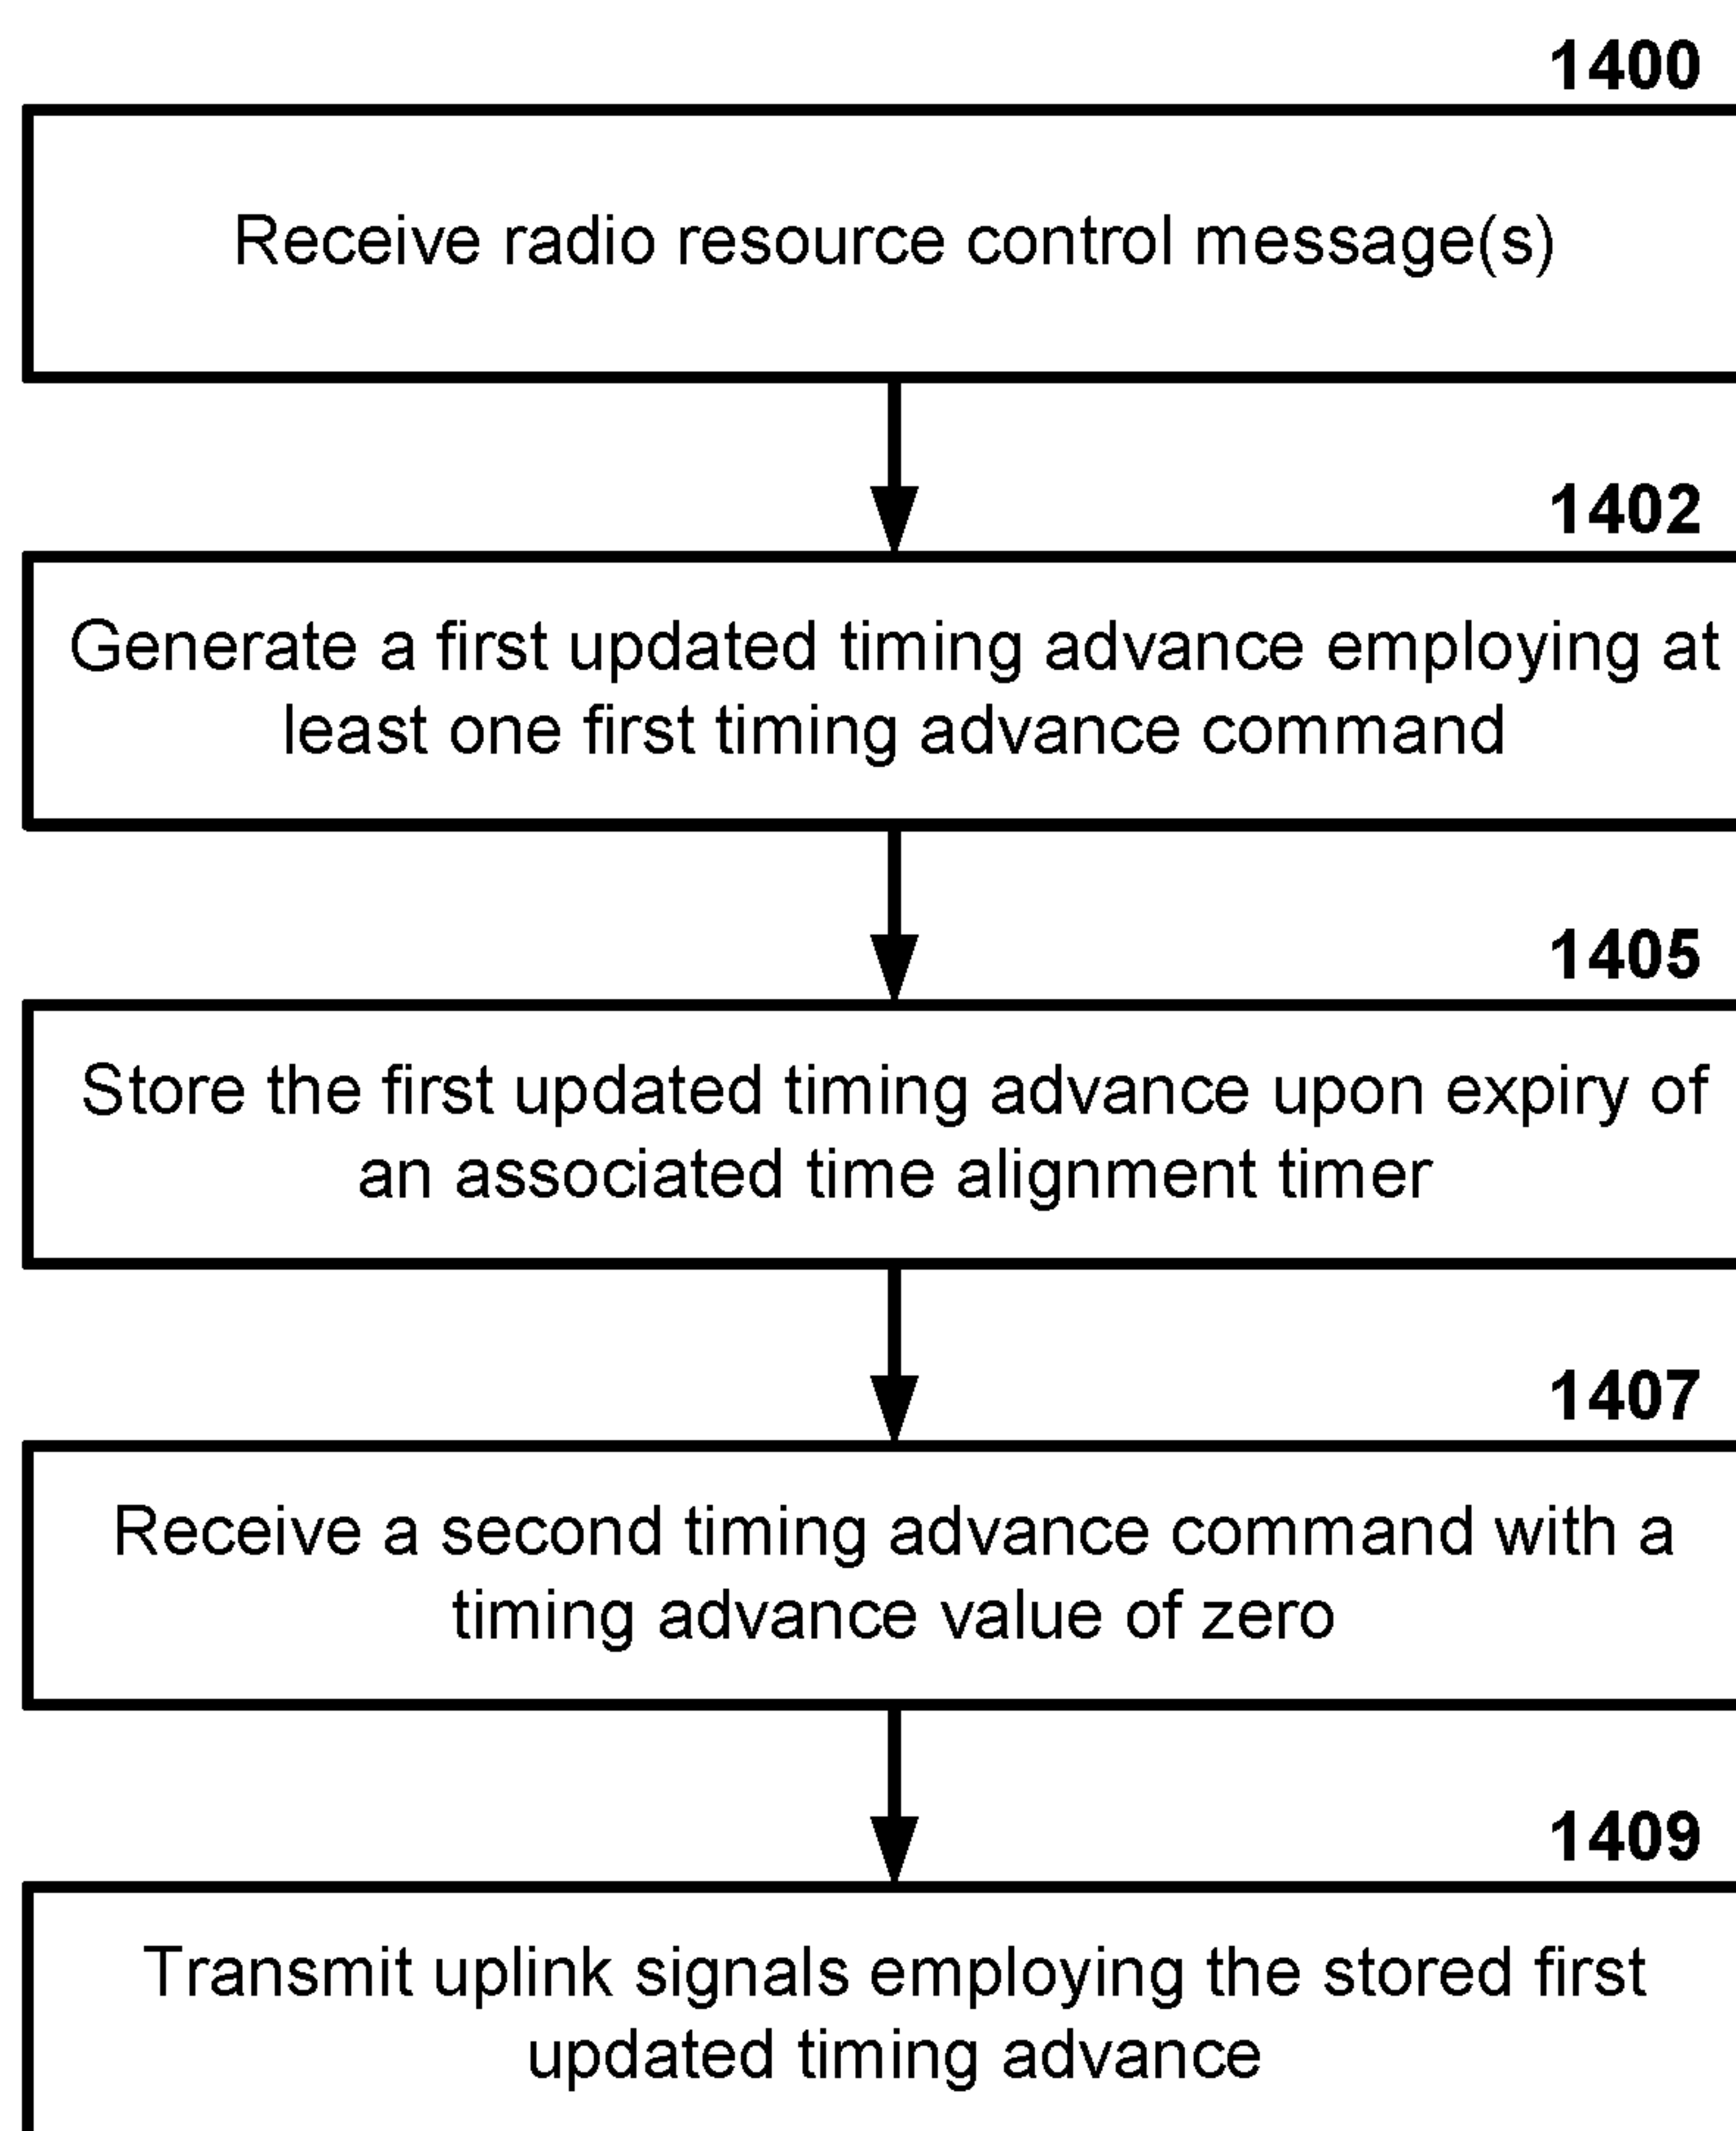 1400
Receive radio resource control message(s)
1402
Generate a first updated timing advance employing at
least one first timing advance command
1405
Store the first updated timing advance upon expiry of
an associated time alignment timer
1407
Receive a second timing advance command with a
timing advance value of zero
1409
Transmit uplink signals employing the stored first
updated timing advance